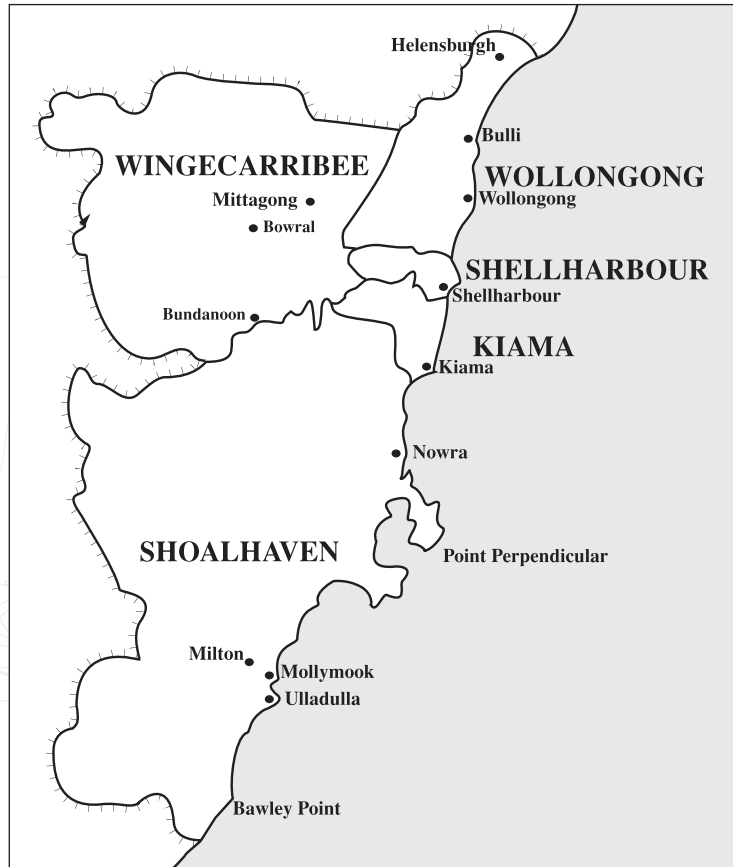 Helensburgh
Bulli
WINGECARRIBEE
WOLLONGONG
Mittagong
Wollongong
Bowral
SHELLHARBOUR
Shellharbour
Bundanoon
KIAMA
Kiama
Nowra
SHOALHAVEN
Point Perpendicular
Milton
Mollymook
Ulladulla
Bawley Point